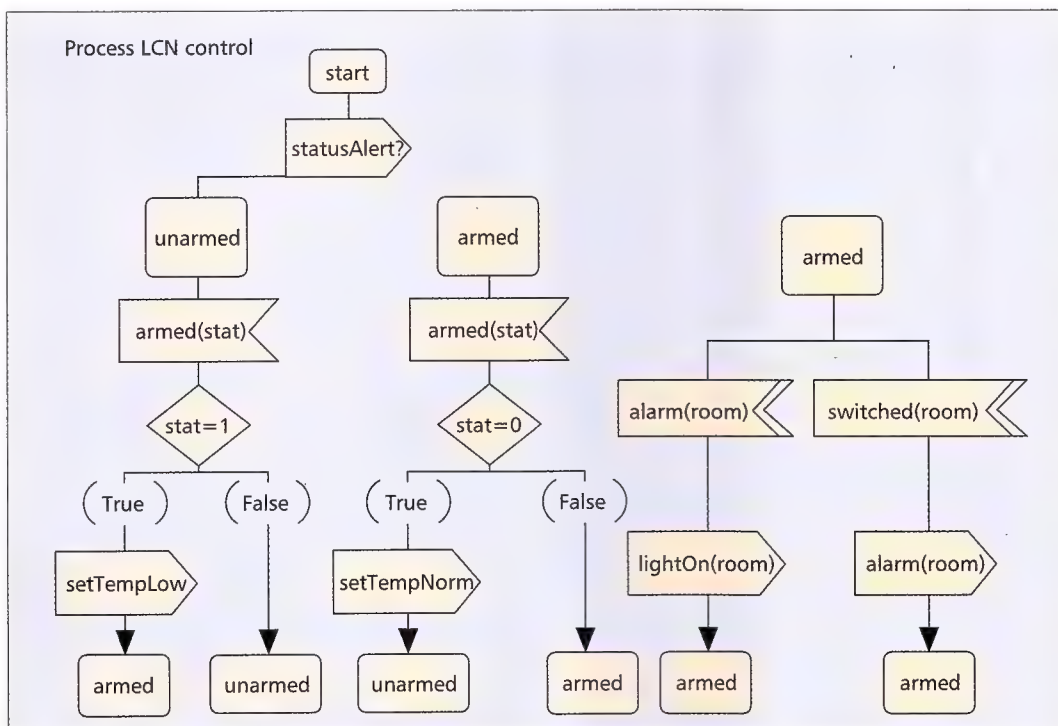 Process LCN control
start
statusAlert?
unarmed
armed
armed
armed(stat)
armed(stat)
alarm(room)
switched(room)
stat=1
stat=0
(True)
(False)
(True)
(False)
setTempLow
setTempNorm
lightOn(room)
alarm(room)
armed
unarmed
unarmed
armed
armed
armed